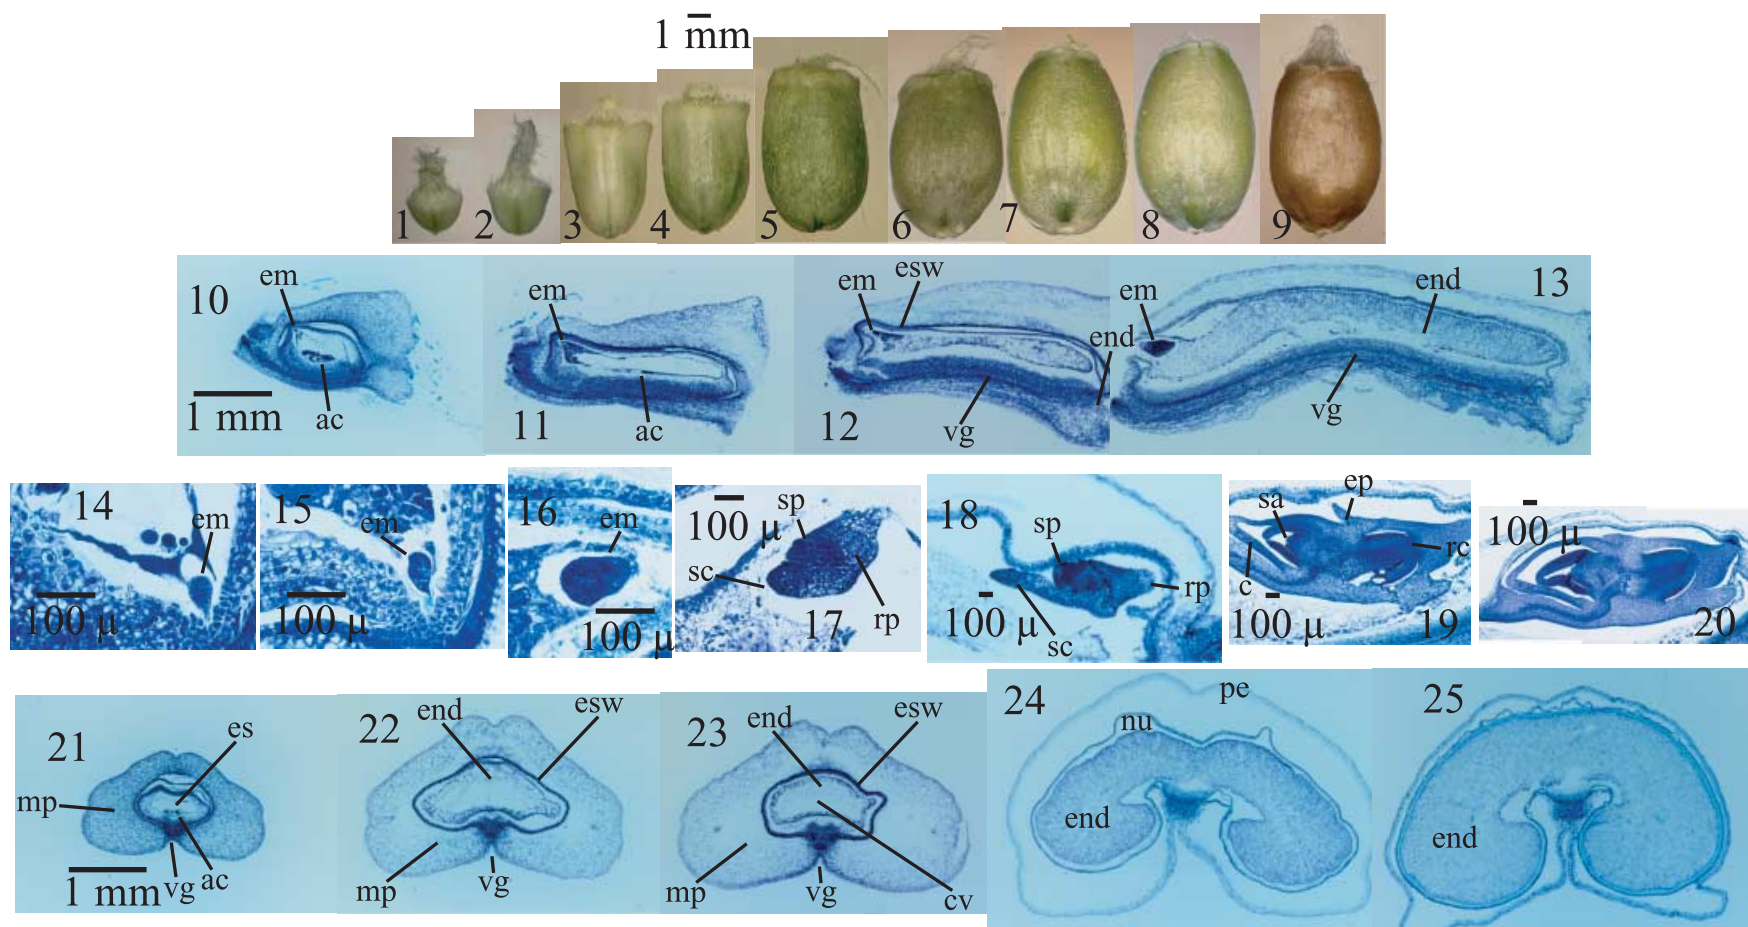 1 mm
1
2
3
4
5
6
7
8
9
10
em
ac
1 mm
11
em
ac
12
em
esw
vg
end
13
em
end
vg
14
em
100 μ
15
em
100 μ
16
em
100 μ
17
100 μ
sp
sc
rp
18
sp
rp
100 μ
sc
19
sa
ep
rc
c
100 μ
20
100 μ
21
es
mp
vg
ac
1 mm
22
end
esw
mp
vg
23
end
esw
mp
vg
cv
24
pe
nu
end
25
end